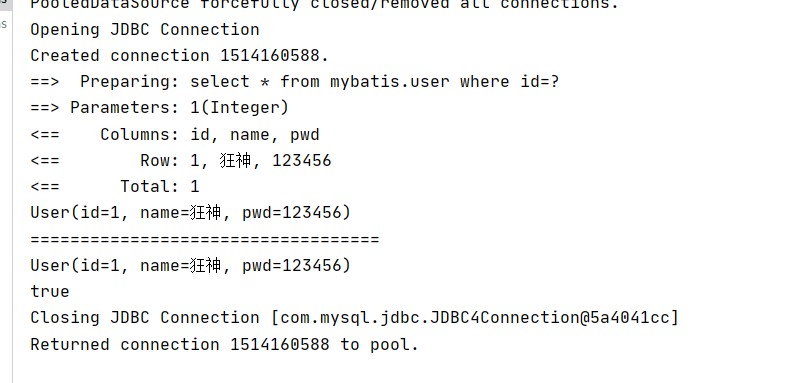 PooledDataSource forcefully closed/removed all connections.
Opening JDBC Connection
Created connection 1514160588.
==>  Preparing: select * from mybatis.user where id=?
==> Parameters: 1(Integer)
<==    Columns: id, name, pwd
<==        Row: 1, 狂神, 123456
<==      Total: 1
User(id=1, name=狂神, pwd=123456)
===================================
User(id=1, name=狂神, pwd=123456)
true
Closing JDBC Connection [com.mysql.jdbc.JDBC4Connection@5a4041cc]
Returned connection 1514160588 to pool.